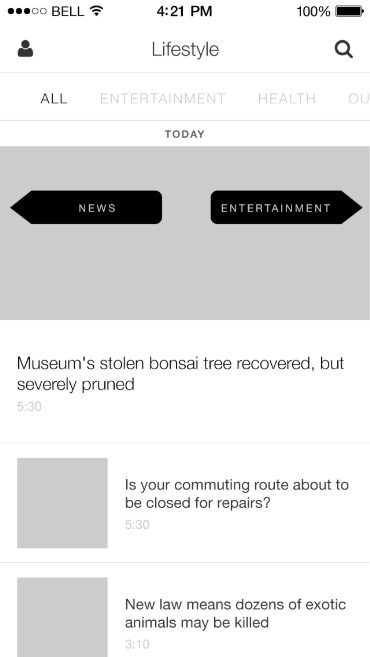 BELL 4:21 PM 100%
Lifestyle
ALL ENTERTAINMENT HEALTH OU
TODAY
NEWS ENTERTAINMENT
Museum's stolen bonsai tree recovered, but
severely pruned
5:30
Is your commuting route about to
be closed for repairs?
5:30
New law means dozens of exotic
animals may be killed
3:10